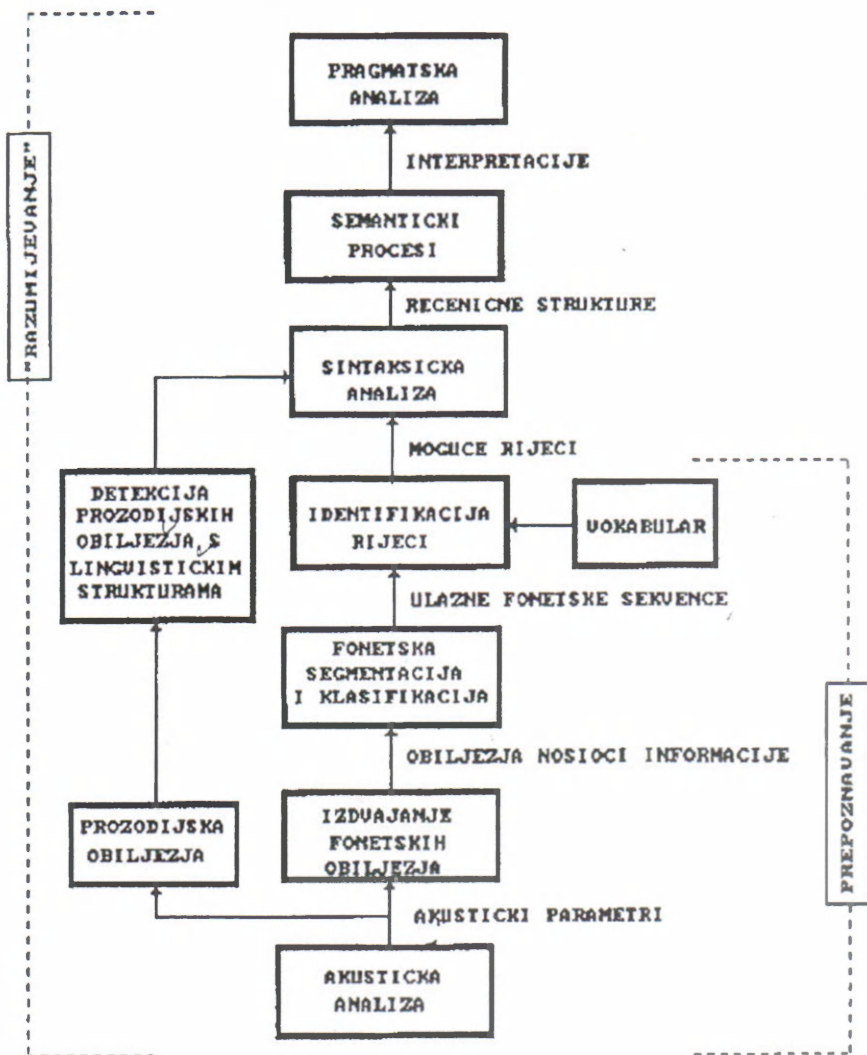 PRAGMATSKA
ANALIZA
INTERPRETACIJE
"RAZUMIJEVANJE"
SEMANTICKI
PROCESI
RECENICNE STRUKTURE
SINTAKSICKA
ANALIZA
MOGUCE RIJECI
DETEKCIJA
PROZODIJSKIH
OBILJEZJA, S
LINGVISTICKIM
STRUKTURAMA
IDENTIFIKACIJA
RIJECI
VOKABULAR
ULAZNE FONETSKE SEKVENCE
FONETSKA
SEGMENTACIJA
I KLASIFIKACIJA
PREPOZNAVANJE
OBILJEZJA NOSIOCI INFORMACIJE
PROZODIJSKA
OBILJEZJA
IZDVAJANJE
FONETSKIH
OBILJEZJA
AKUSTICKI PARAMETRI
AKUSTICKA
ANALIZA